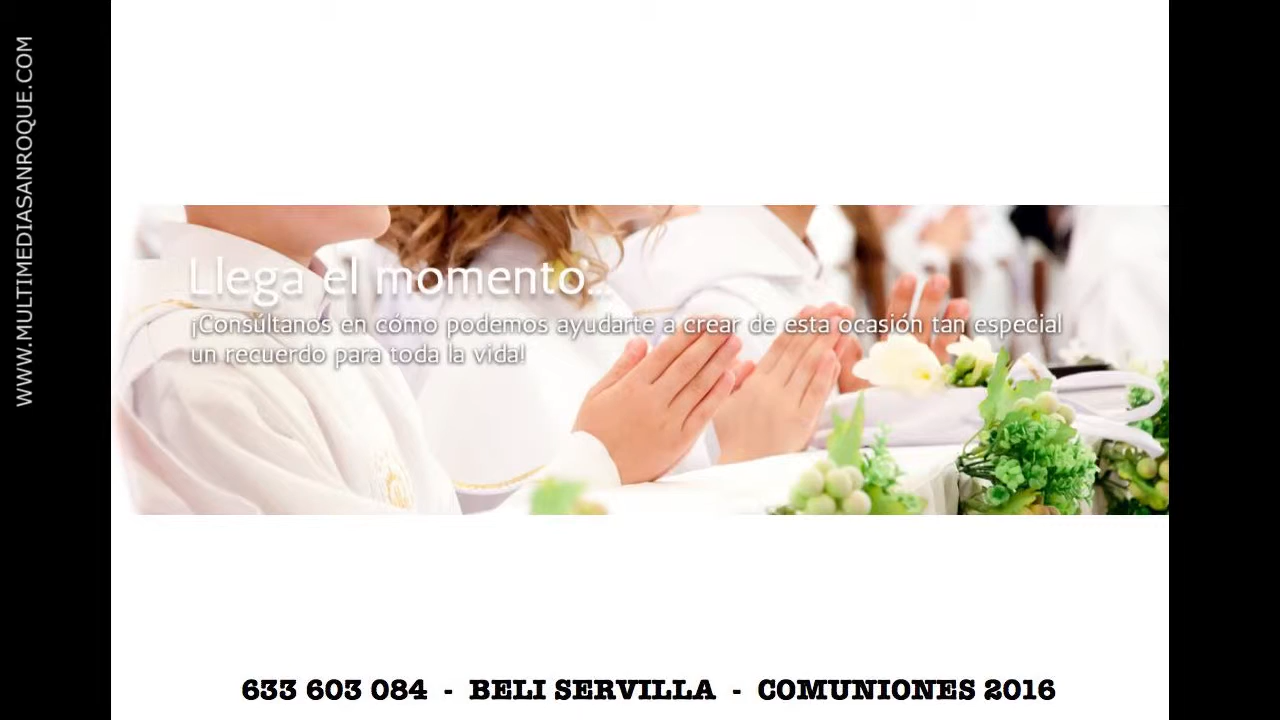 WWW.MULTIMEDIASANROQUE.COM
Llega el momento...
¡Consúltanos en cómo podemos ayudarte a crear de esta ocasión tan especial
un recuerdo para toda la vida!
633 603 084 - BELI SERVILLA - COMUNIONES 2016